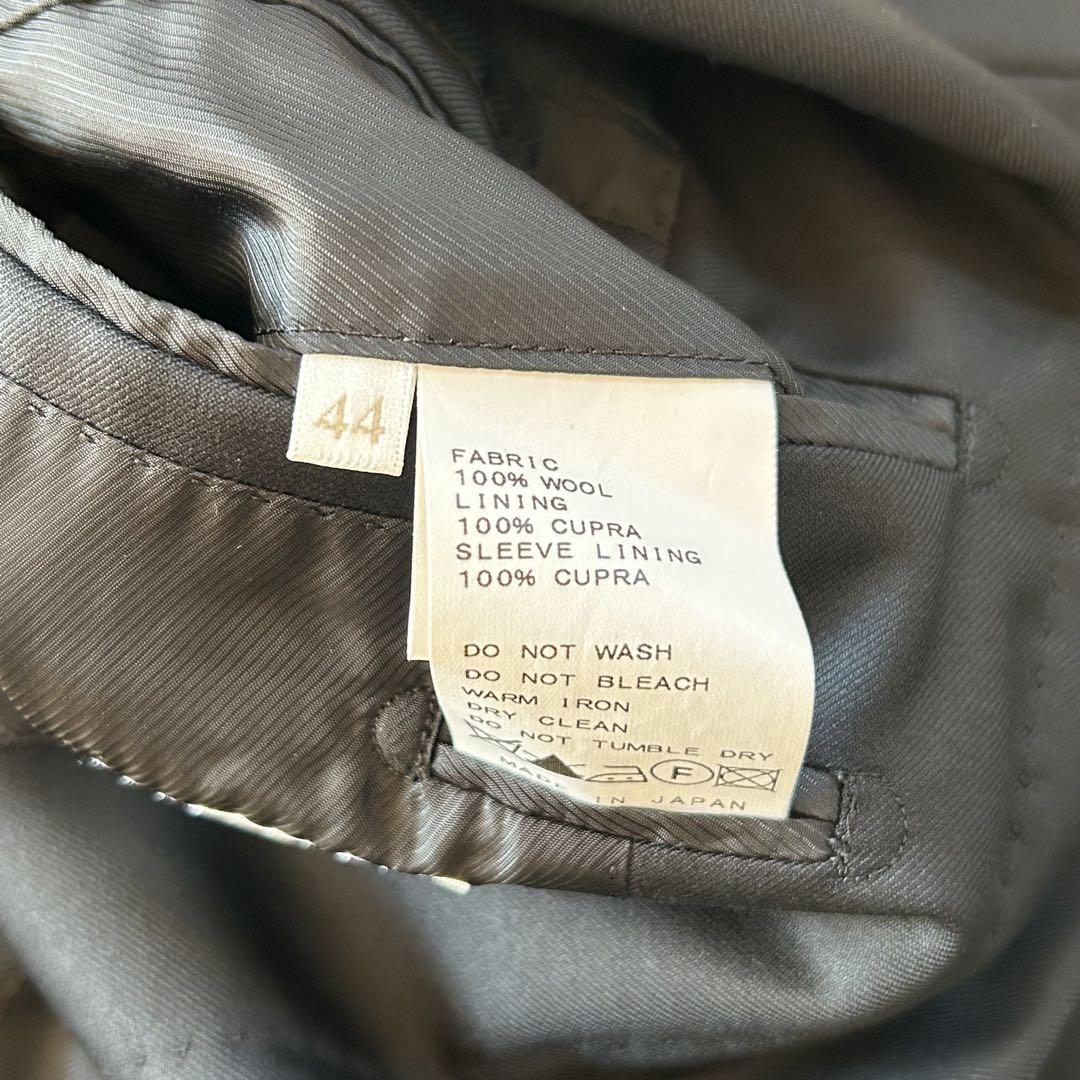 44
FABRIC
100% WOOL
LINING
100% CUPRA
SLEEVE LINING
100% CUPRA
DO NOT WASH
DO NOT BLEACH
WARM IRON
DRY CLEAN
DO NOT TUMBLE DRY
F
MADE IN JAPAN